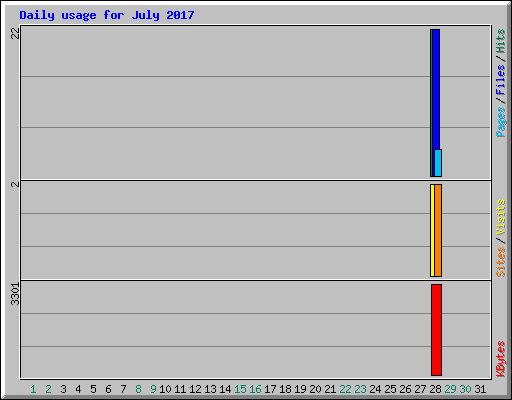 Daily usage for July 2017
22
Pages / Files / Hits
2
Sites / Visits
3301
KBytes
1 2 3 4 5 6 7 8 9 10 11 12 13 14 15 16 17 18 19 20 21 22 23 24 25 26 27 28 29 30 31